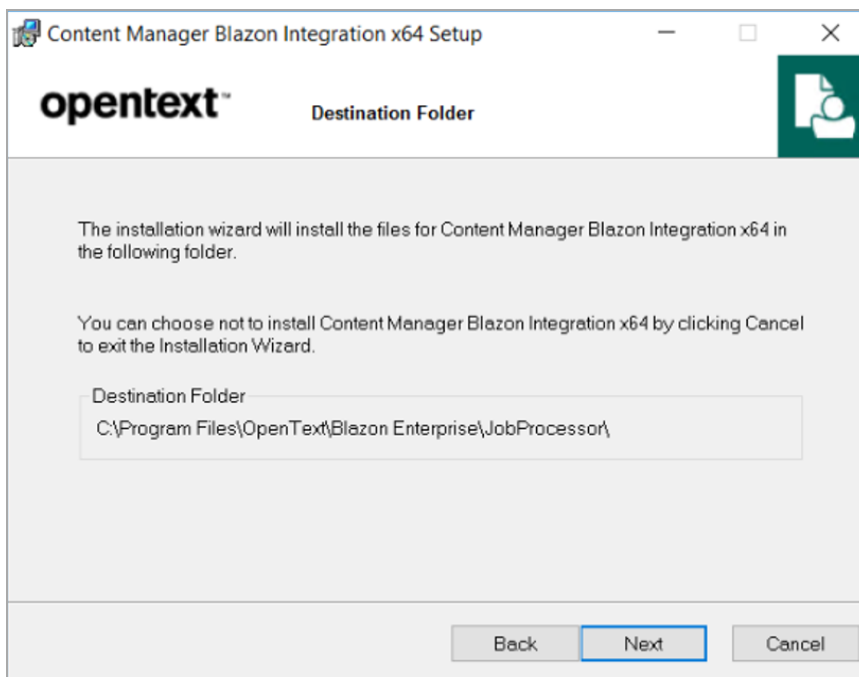 Content Manager Blazon Integration x64 Setup
opentext™
Destination Folder
The installation wizard will install the files for Content Manager Blazon Integration x64 in
the following folder.
You can choose not to install Content Manager Blazon Integration x64 by clicking Cancel
to exit the Installation Wizard.
Destination Folder
C:\Program Files\OpenText\Blazon Enterprise\JobProcessor\
Back Next Cancel